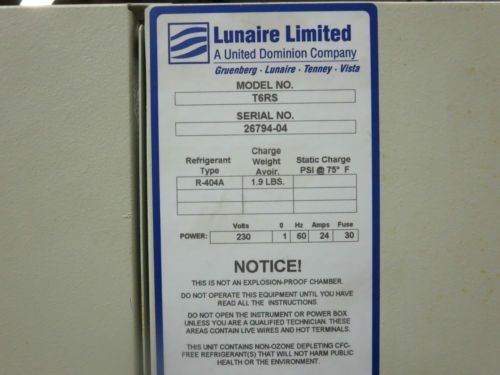 Lunaire Limited
A United Dominion Company
Gruenberg · Lunaire · Tenney · Vista
MODEL NO.
T6RS
SERIAL NO.
26794-04
Refrigerant Type Charge Weight Avoir. Static Charge PSI @ 75° F
R-404A 1.9 LBS.
Volts 0 Hz Amps Fuse
POWER: 230 1 60 24 30
NOTICE!
THIS IS NOT AN EXPLOSION-PROOF CHAMBER.
DO NOT OPERATE THIS EQUIPMENT UNTIL YOU HAVE
READ ALL THE INSTRUCTIONS.
DO NOT OPEN THE INSTRUMENT OR POWER BOX
UNLESS YOU ARE A QUALIFIED TECHNICIAN. THESE
AREAS CONTAIN LIVE WIRES AND HOT TERMINALS.
THIS UNIT CONTAINS NON-OZONE DEPLETING CFC-
FREE REFRIGERANT(S) THAT WILL NOT HARM PUBLIC
HEALTH OR THE ENVIRONMENT.